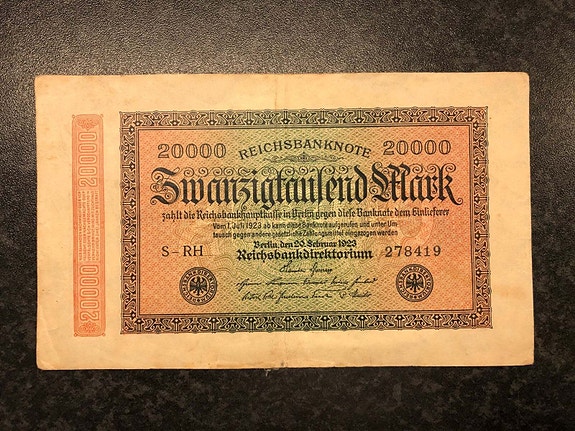 20000 REICHSBANKNOTE 20000
Zwanzigtausend Mark
zahlt die Reichsbankhauptkasse in Berlin gegen diese Banknote dem Einlieferer
Vom 1. Juli 1923 ab kann diese Banknote aufgerufen und unter Um-
tausch gegen andere gesetzliche Zahlungsmittel eingezogen werden
Berlin, den 20. Februar 1923
S-RH Reichsbankdirektorium 278419
20000
20000